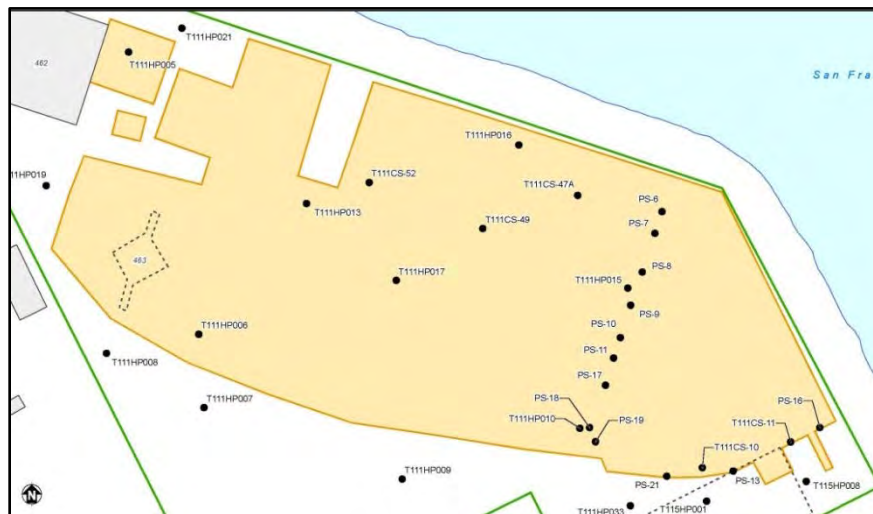 T111HP021
462
T111HP005
San Fra
T111HP016
11HP019
T111CS-52
T111CS-47A
T111HP013
PS-6
T111CS-49
PS-7
463
PS-8
T111HP017
T111HP015
PS-9
T111HP006
PS-10
T111HP008
PS-11
PS-17
T111HP007
PS-18
PS-16
T111HP010
PS-19
T111CS-11
T111CS-10
T111HP009
PS-21
PS-13
T115HP008
T111HP033
T115HP001
N